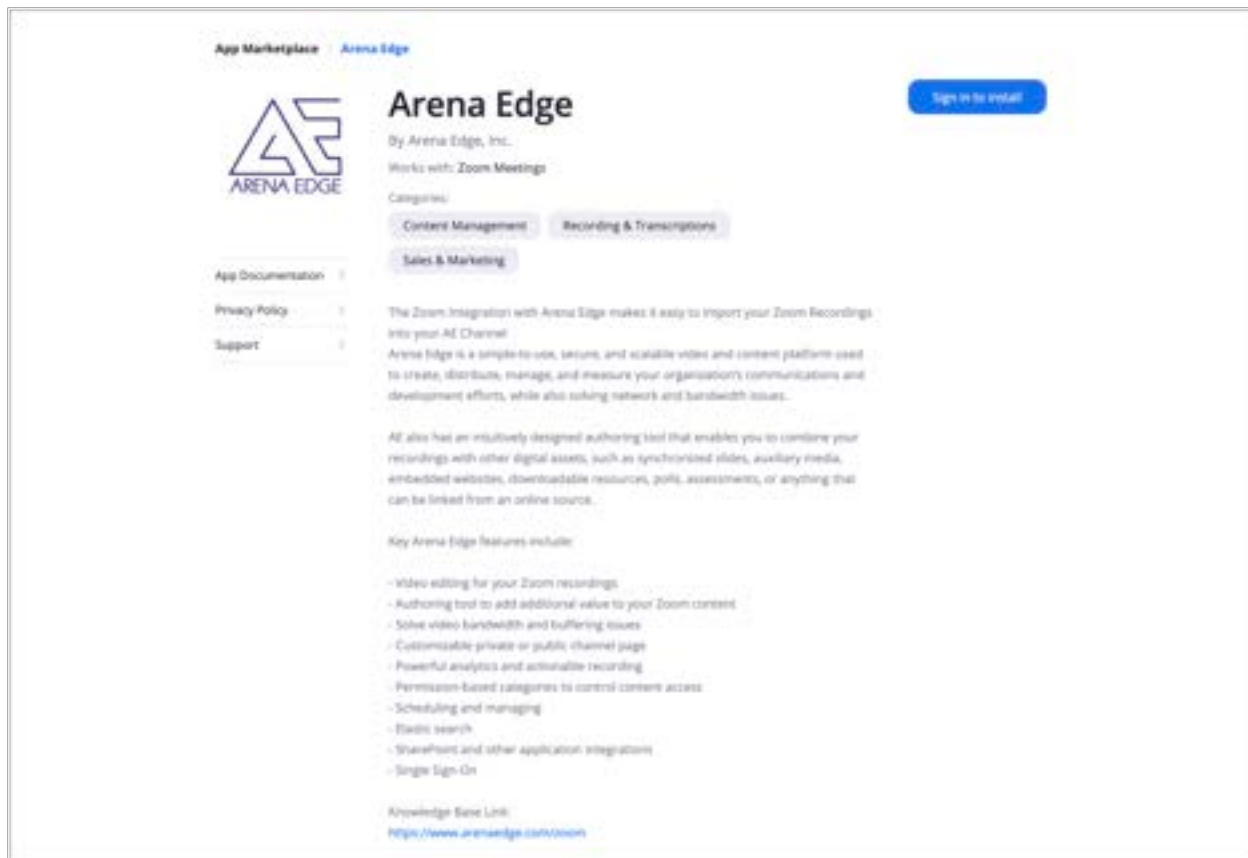 App Marketplace Arena Edge
Sign in to install
AE
ARENA EDGE
Arena Edge
By Arena Edge, Inc.
Works with: Zoom Meetings
Categories:
Content Management Recording & Transcriptions
Sales & Marketing
App Documentation
Privacy Policy
Support
The Zoom Integration with Arena Edge makes it easy to import your Zoom Recordings
into your AE Channel
Arena Edge is a simple-to-use, secure, and scalable video and content platform used
to create, distribute, manage, and measure your organization's communications and
development efforts, while also solving network and bandwidth issues.
AE also has an intuitively designed authoring tool that enables you to combine your
recordings with other digital assets, such as synchronized slides, auxiliary media,
embedded websites, downloadable resources, polls, assessments, or anything that
can be linked from an online source.
Key Arena Edge features include:
- Video editing for your Zoom recordings
- Authoring tool to add additional value to your Zoom content
- Solve video bandwidth and buffering issues
- Customizable private or public channel page
- Powerful analytics and actionable recording
- Permission-based categories to control content access
- Scheduling and managing
- Elastic search
- SharePoint and other application integrations
- Single Sign-On
Knowledge Base Link:
https://www.arenaedge.com/zoom